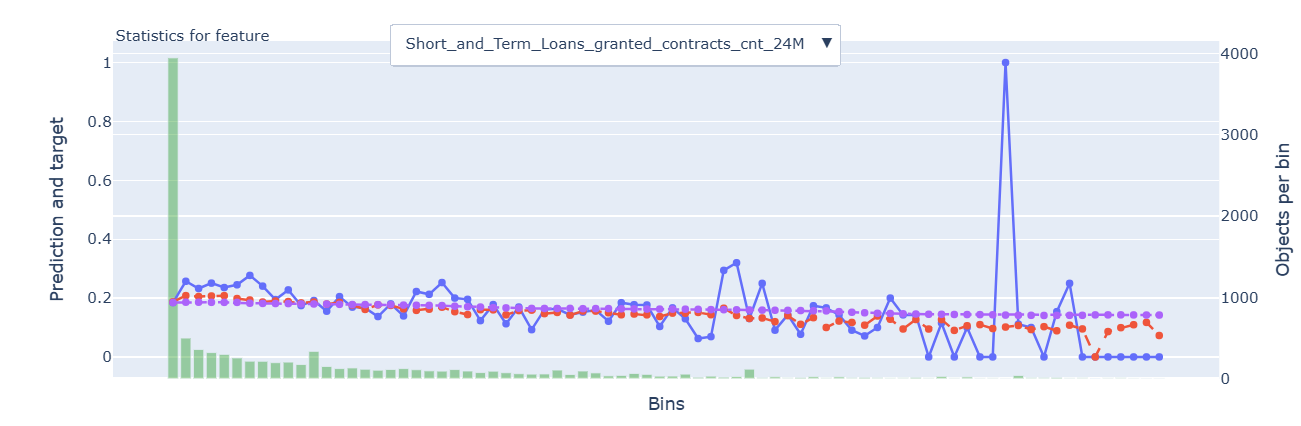 Statistics for feature
Short_and_Term_Loans_granted_contracts_cnt_24M ▼
Prediction and target
1
0.8
0.6
0.4
0.2
0
4000
3000
2000
1000
0
Objects per bin
Bins